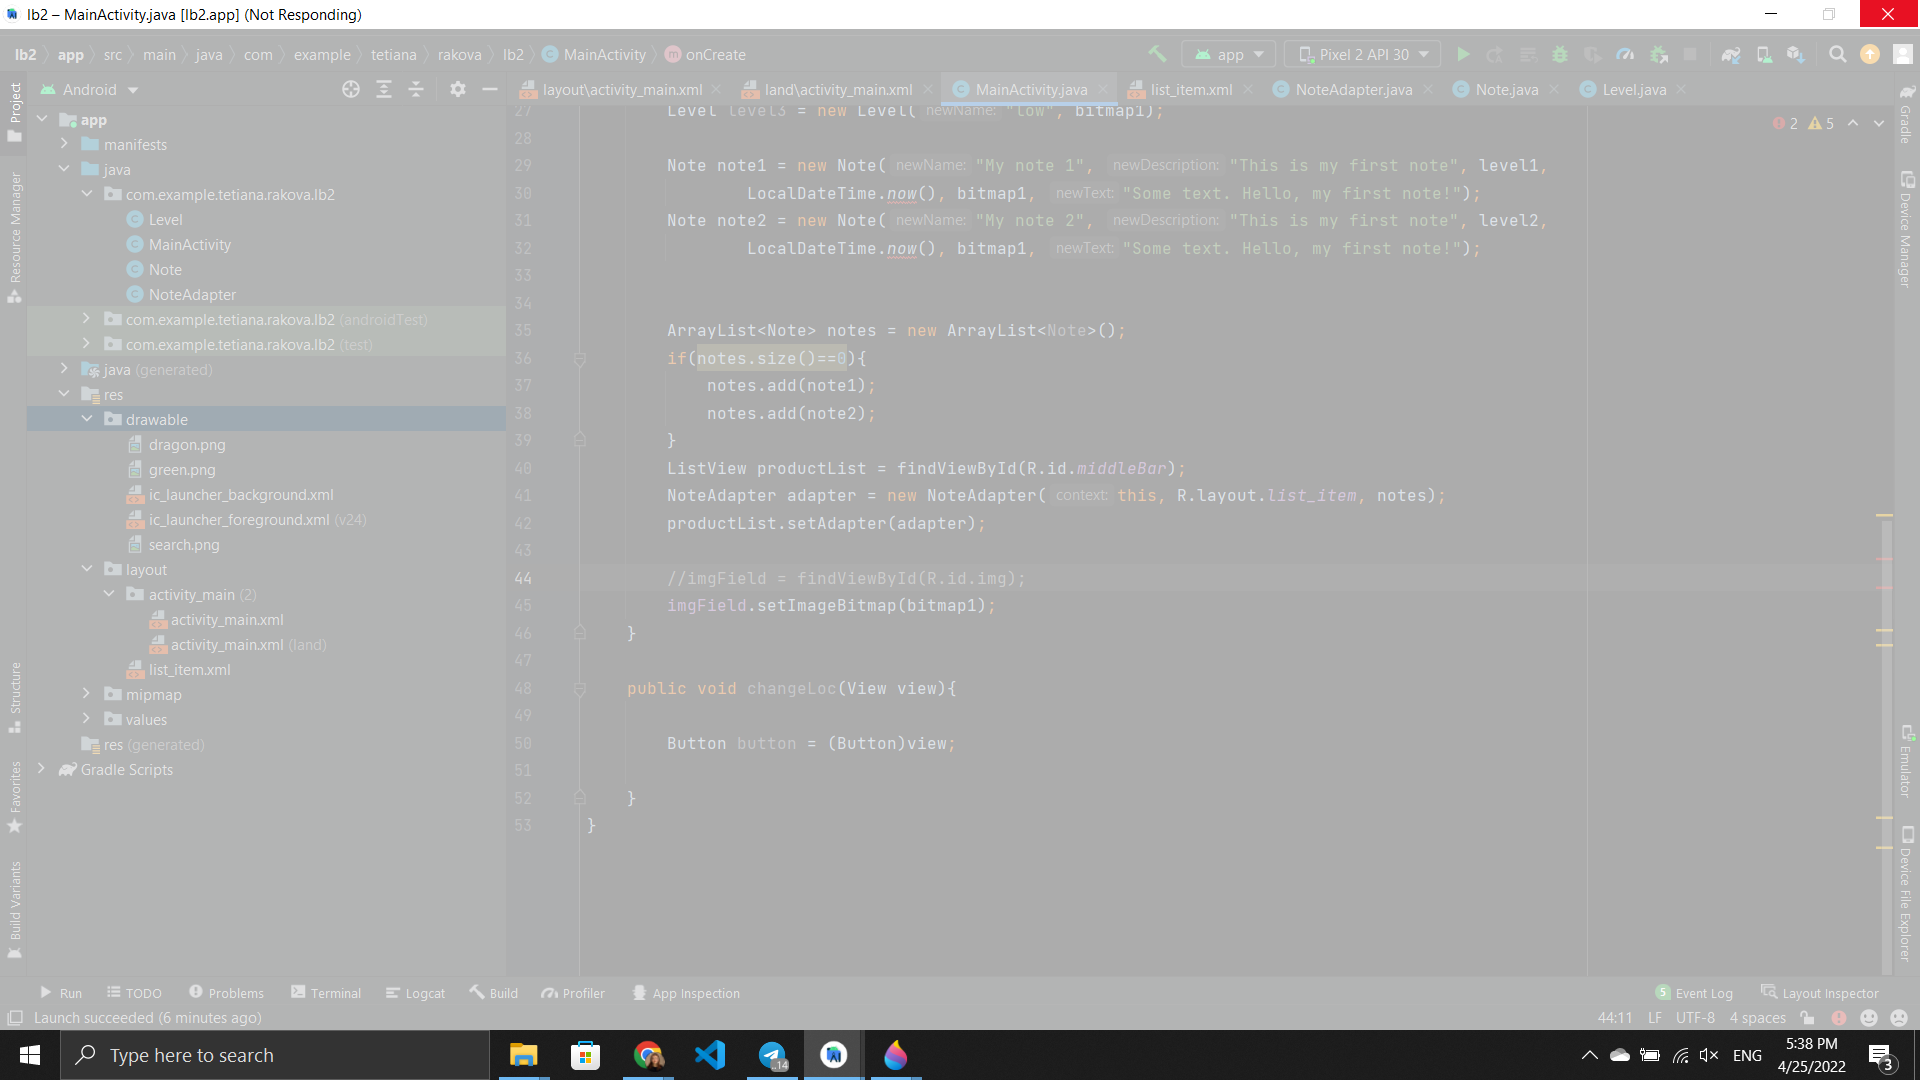 lb2 – MainActivity.java [lb2.app] (Not Responding)
lb2 app src main java com example tetiana rakova lb2 MainActivity onCreate
app Pixel 2 API 30
Android
layout\activity_main.xml land\activity_main.xml MainActivity.java list_item.xml NoteAdapter.java Note.java Level.java
Project
Resource Manager
Structure
Favorites
Build Variants
app
manifests
java
com.example.tetiana.rakova.lb2
Level
MainActivity
Note
NoteAdapter
com.example.tetiana.rakova.lb2 (androidTest)
com.example.tetiana.rakova.lb2 (test)
java (generated)
res
drawable
dragon.png
green.png
ic_launcher_background.xml
ic_launcher_foreground.xml (v24)
search.png
layout
activity_main (2)
activity_main.xml
activity_main.xml (land)
list_item.xml
mipmap
values
res (generated)
Gradle Scripts
2 5
27 Level level3 = new Level( newName: "low", bitmap1);
28
29 Note note1 = new Note( newName: "My note 1", newDescription: "This is my first note", level1,
30 LocalDateTime.now(), bitmap1, newText: "Some text. Hello, my first note!");
31 Note note2 = new Note( newName: "My note 2", newDescription: "This is my first note", level2,
32 LocalDateTime.now(), bitmap1, newText: "Some text. Hello, my first note!");
33
34
35 ArrayList<Note> notes = new ArrayList<Note>();
36 if(notes.size()==0){
37 notes.add(note1);
38 notes.add(note2);
39 }
40 ListView productList = findViewById(R.id.middleBar);
41 NoteAdapter adapter = new NoteAdapter( context: this, R.layout.list_item, notes);
42 productList.setAdapter(adapter);
43
44 //imgField = findViewById(R.id.img);
45 imgField.setImageBitmap(bitmap1);
46 }
47
48 public void changeLoc(View view){
49
50 Button button = (Button)view;
51
52 }
53 }
Gradle
Device Manager
Emulator
Device File Explorer
Run TODO Problems Terminal Logcat Build Profiler App Inspection
5 Event Log Layout Inspector
Launch succeeded (6 minutes ago)
44:11 LF UTF-8 4 spaces
Type here to search
..14
ENG
5:38 PM
4/25/2022
3